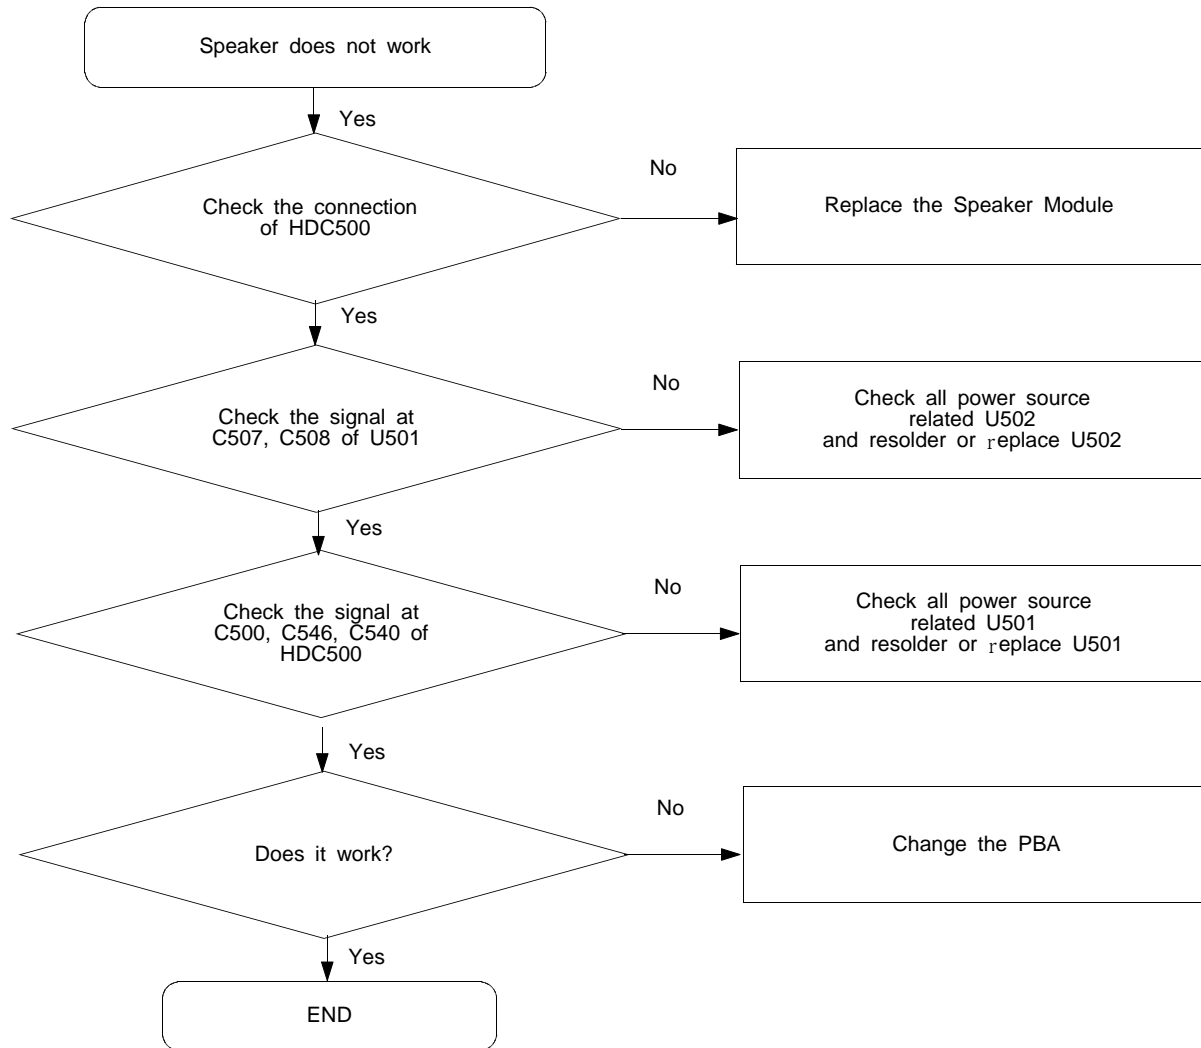 Speaker does not work
Yes
Check the connection
of HDC500
No
Replace the Speaker Module
Yes
Check the signal at
C507, C508 of U501
No
Check all power source
related U502
and resolder or replace U502
Yes
Check the signal at
C500, C546, C540 of
HDC500
No
Check all power source
related U501
and resolder or replace U501
Yes
Does it work?
No
Change the PBA
Yes
END